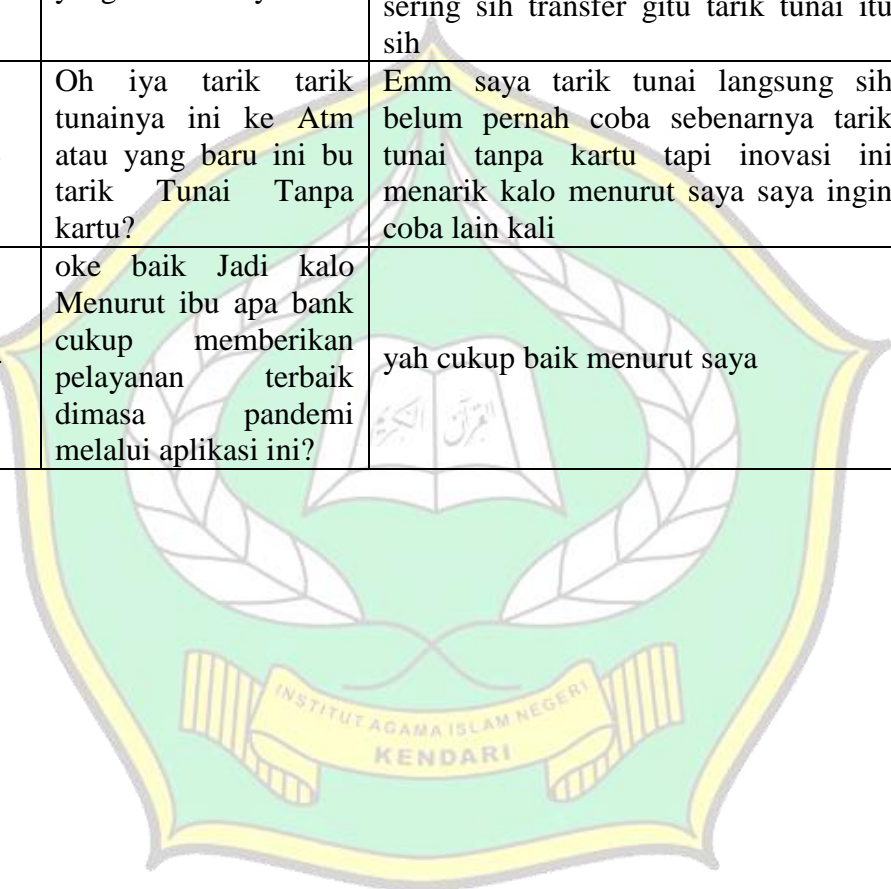 sering sih transfer gitu tarik tunai itu
sih
Oh iya tarik tarik
tunainya ini ke Atm
atau yang baru ini bu
tarik Tunai Tanpa
kartu?
Emm saya tarik tunai langsung sih
belum pernah coba sebenarnya tarik
tunai tanpa kartu tapi inovasi ini
menarik kalo menurut saya saya ingin
coba lain kali
oke baik Jadi kalo
Menurut ibu apa bank
cukup memberikan
pelayanan terbaik
dimasa pandemi
melalui aplikasi ini?
yah cukup baik menurut saya
القرآن الكريم
INSTITUT AGAMA ISLAM NEGERI
KENDARI